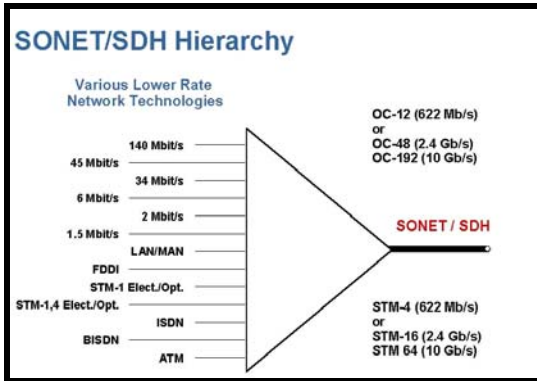 SONET/SDH Hierarchy
Various Lower Rate
Network Technologies
140 Mbit/s
45 Mbit/s
34 Mbit/s
6 Mbit/s
2 Mbit/s
1.5 Mbit/s
LAN/MAN
FDDI
STM-1 Elect./Opt.
STM-1,4 Elect./Opt.
ISDN
BISDN
ATM
OC-12 (622 Mb/s)
or
OC-48 (2.4 Gb/s)
OC-192 (10 Gb/s)
SONET / SDH
STM-4 (622 Mb/s)
or
STM-16 (2.4 Gb/s)
STM 64 (10 Gb/s)